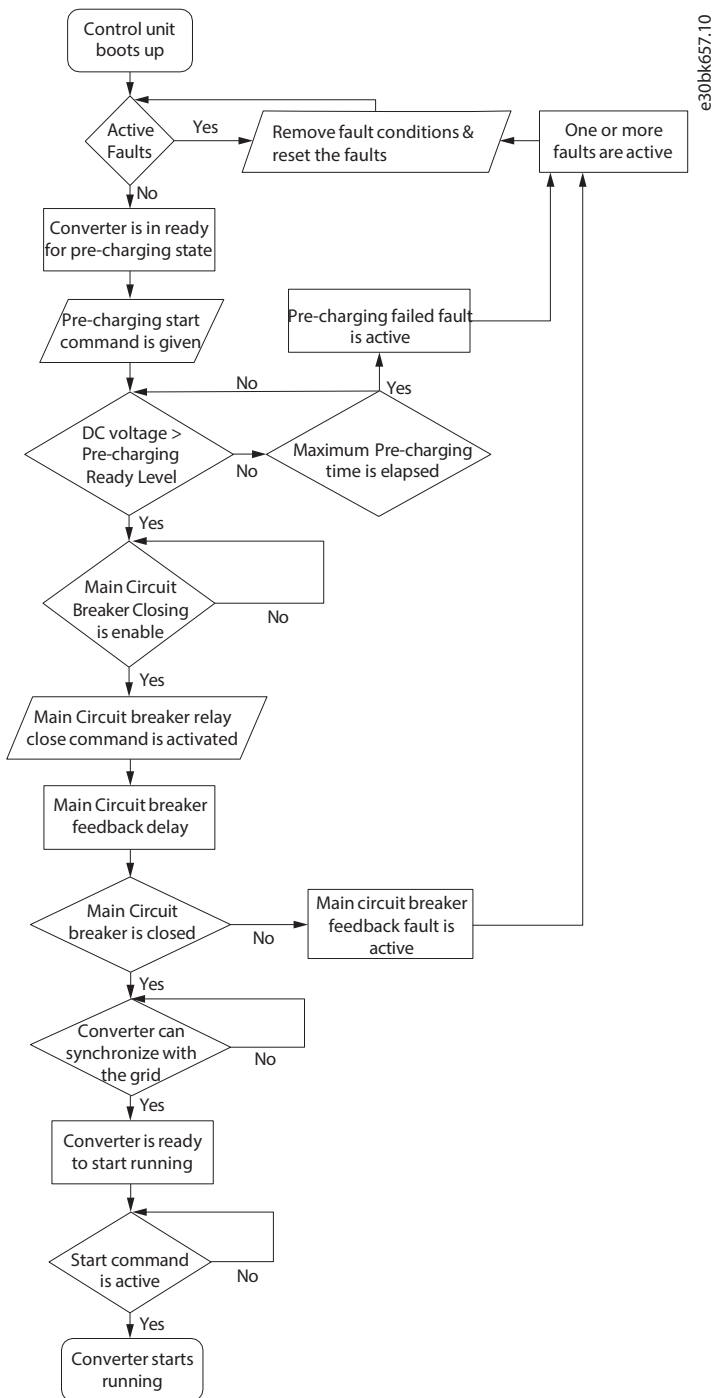 e30bk657.10
Control unit
boots up
Active
Faults
Yes
Remove fault conditions &
reset the faults
One or more
faults are active
No
Converter is in ready
for pre-charging state
Pre-charging start
command is given
Pre-charging failed fault
is active
No
Yes
DC voltage >
Pre-charging
Ready Level
No
Maximum Pre-charging
time is elapsed
Yes
Main Circuit
Breaker Closing
is enable
No
Yes
Main Circuit breaker relay
close command is activated
Main Circuit breaker
feedback delay
Main Circuit
breaker is closed
No
Main circuit breaker
feedback fault is
active
Yes
Converter can
synchronize with
the grid
No
Yes
Converter is ready
to start running
Start command
is active
No
Yes
Converter starts
running